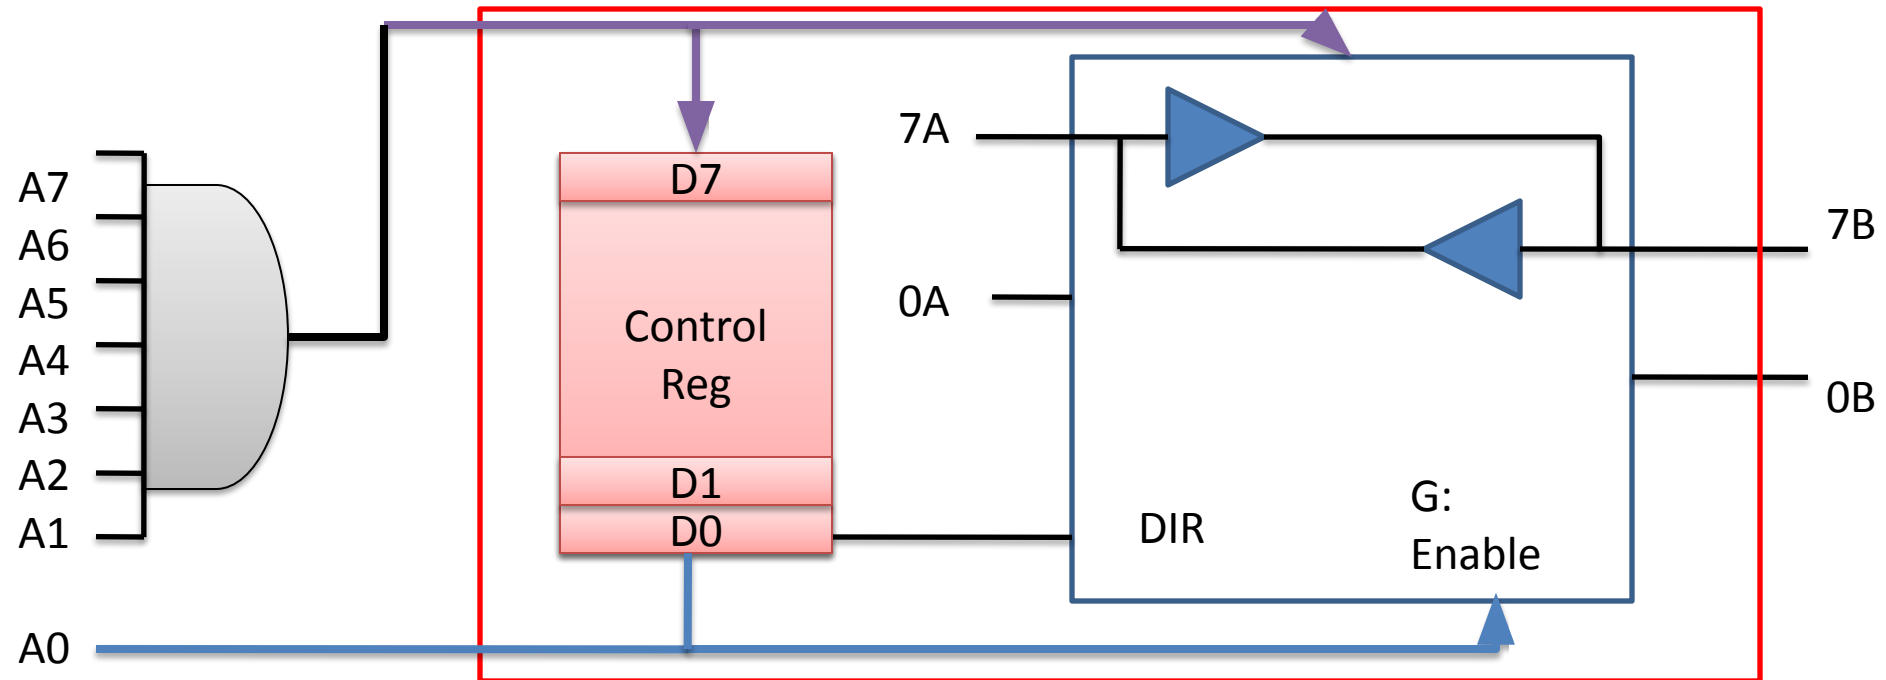 A7
A6
A5
A4
A3
A2
A1
A0
D7
Control
Reg
D1
D0
7A
0A
DIR
G:
Enable
7B
0B